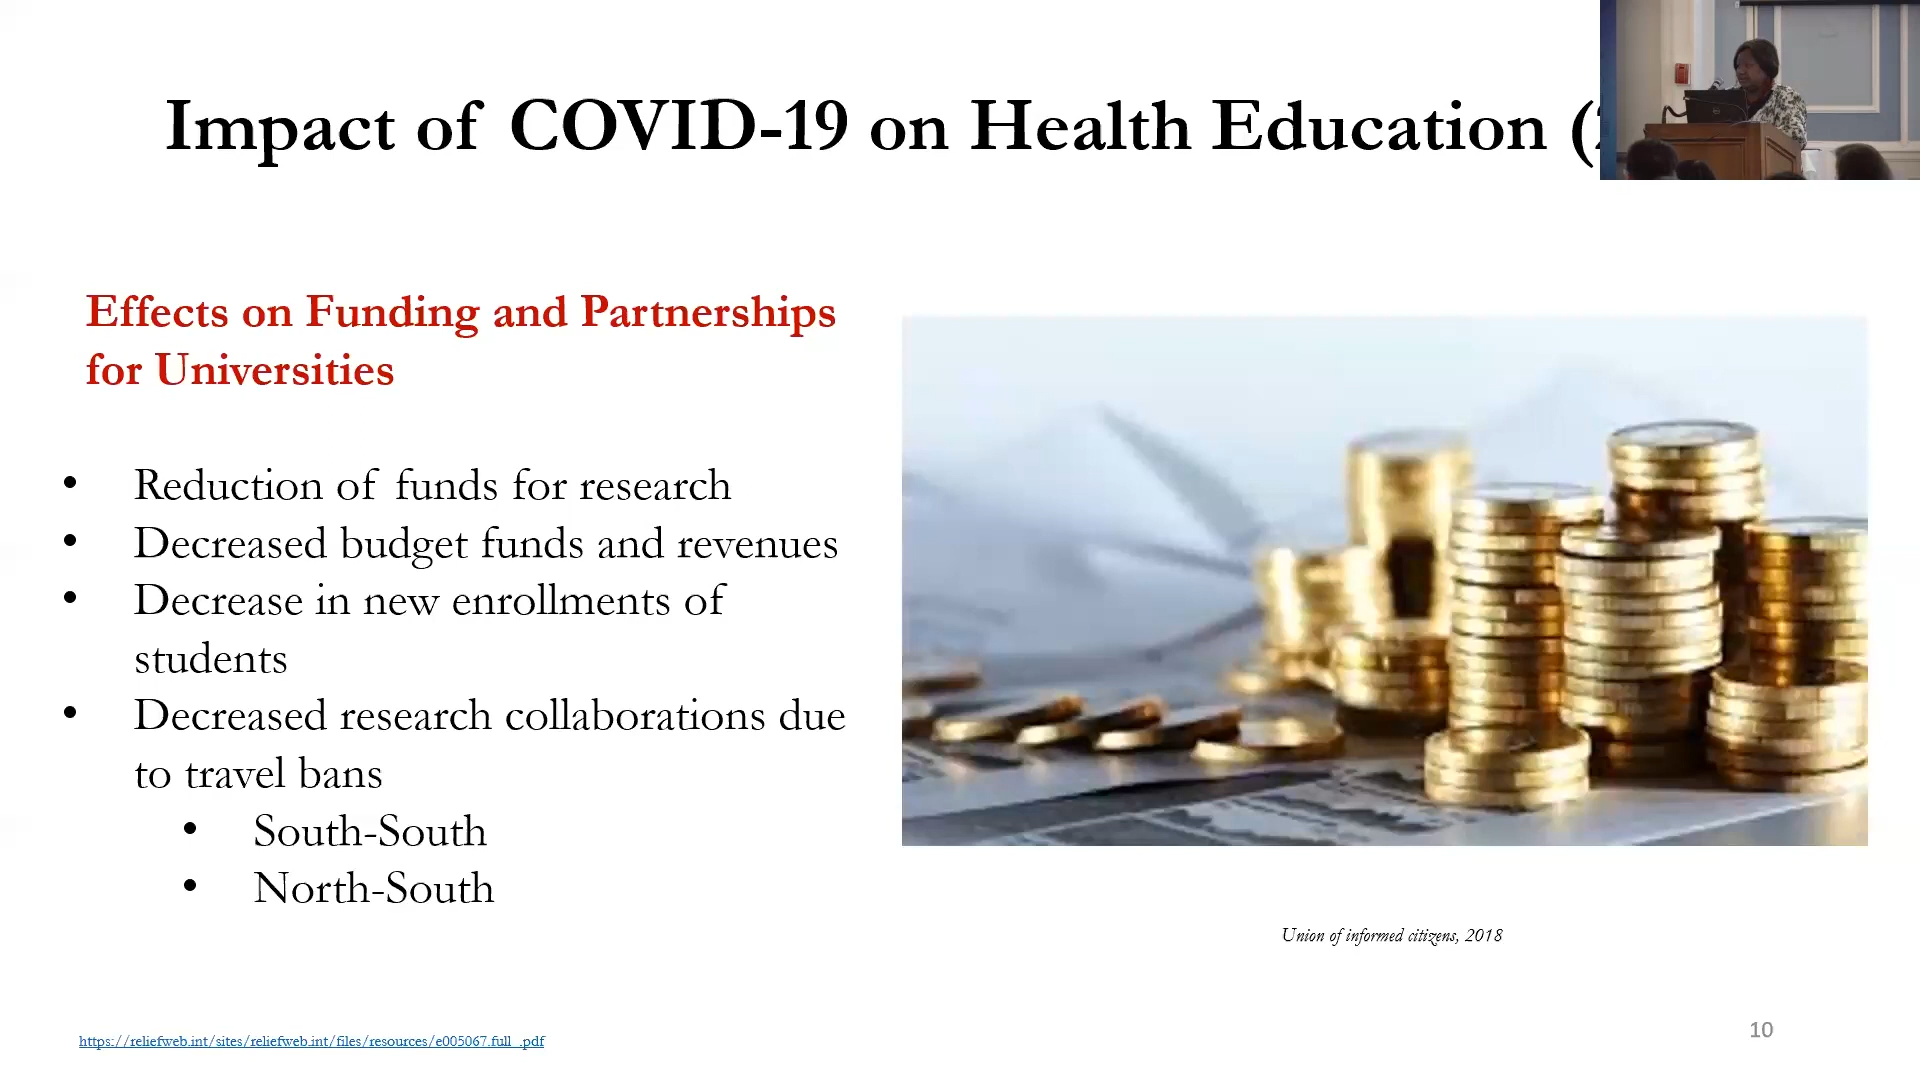 Impact of COVID-19 on Health Education (
Effects on Funding and Partnerships
for Universities
• Reduction of funds for research
• Decreased budget funds and revenues
• Decrease in new enrollments of
students
• Decreased research collaborations due
to travel bans
• South-South
• North-South
Union of informed citizens, 2018
https://reliefweb.int/sites/reliefweb.int/files/resources/e005067.full_.pdf
10